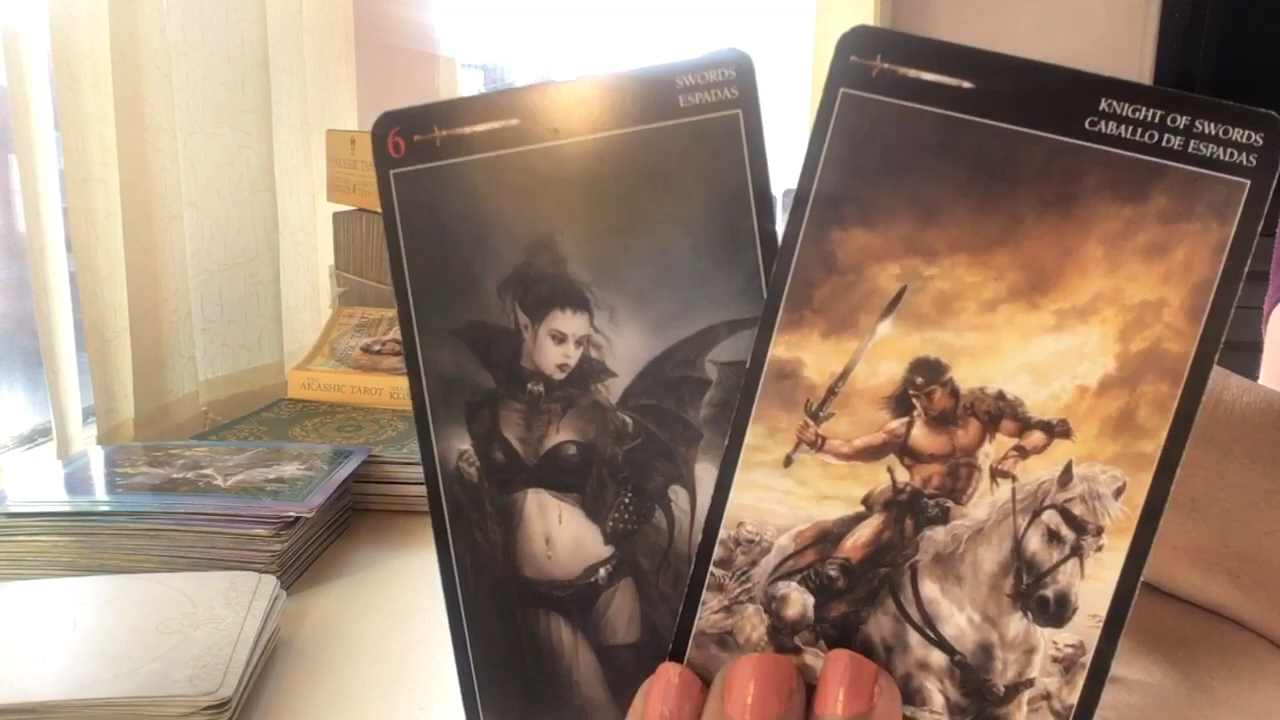 6
SWORDS
ESPADAS
KNIGHT OF SWORDS
CABALLO DE ESPADAS
AKASHIC TAROT